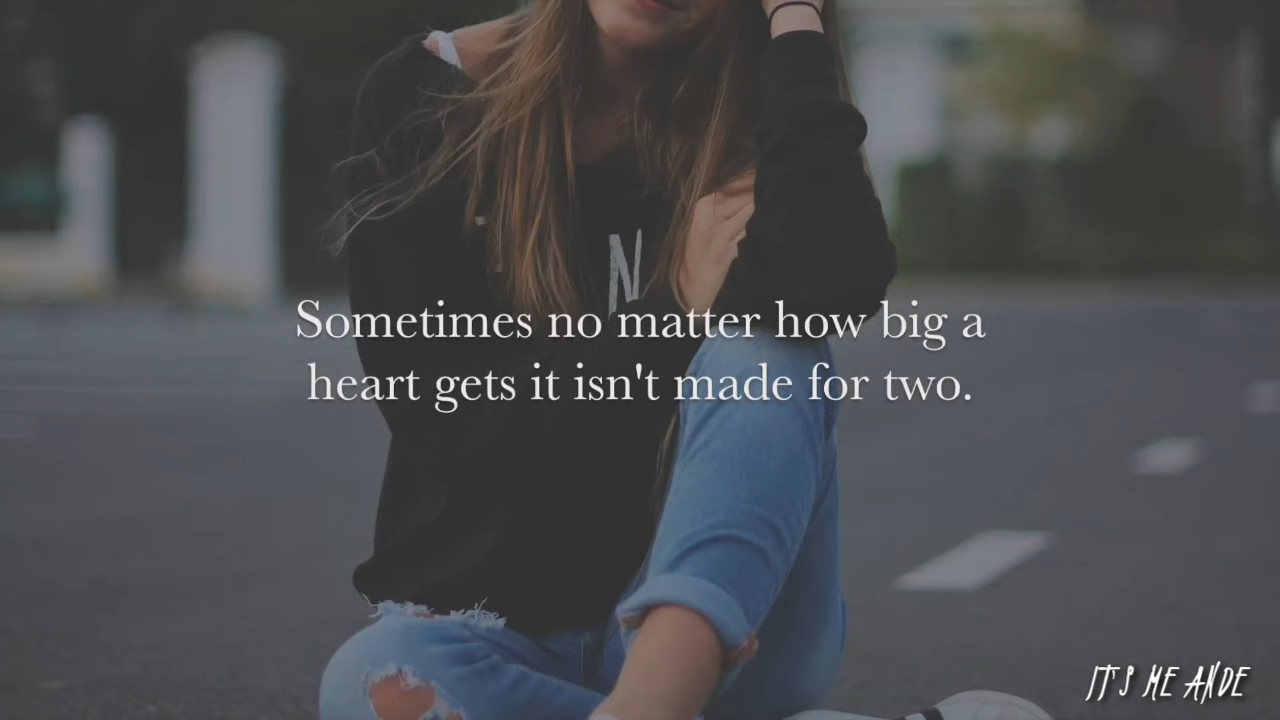 N
Sometimes no matter how big a
heart gets it isn't made for two.
IT'S ME ANDE